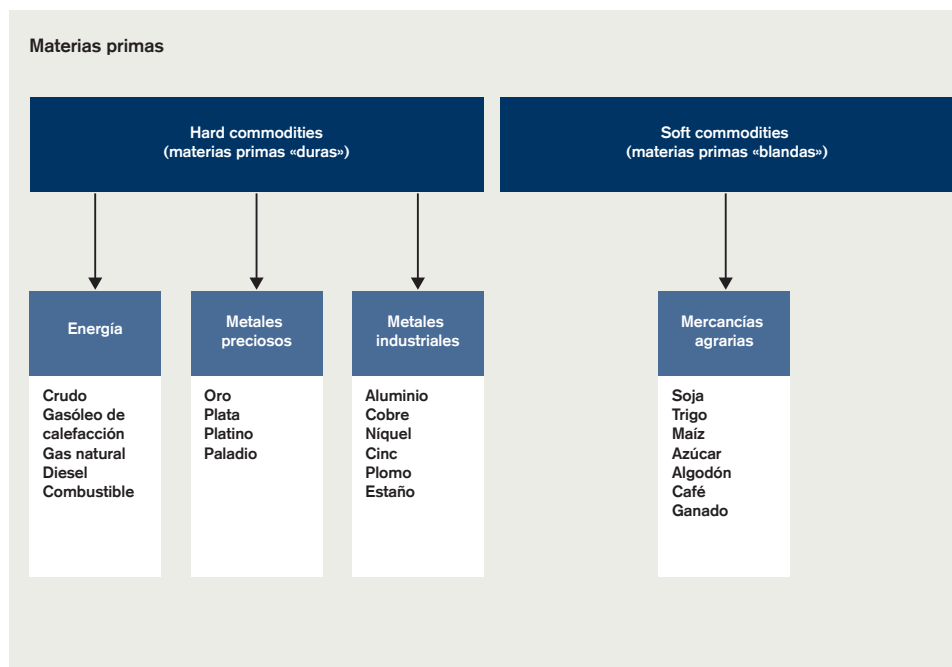 Materias primas
Hard commodities
(materias primas «duras»)
Soft commodities
(materias primas «blandas»)
Energía
Metales
preciosos
Metales
industriales
Mercancías
agrarias
Crudo
Gasóleo de
calefacción
Gas natural
Diesel
Combustible
Oro
Plata
Platino
Paladio
Aluminio
Cobre
Níquel
Cinc
Plomo
Estaño
Soja
Trigo
Maíz
Azúcar
Algodón
Café
Ganado